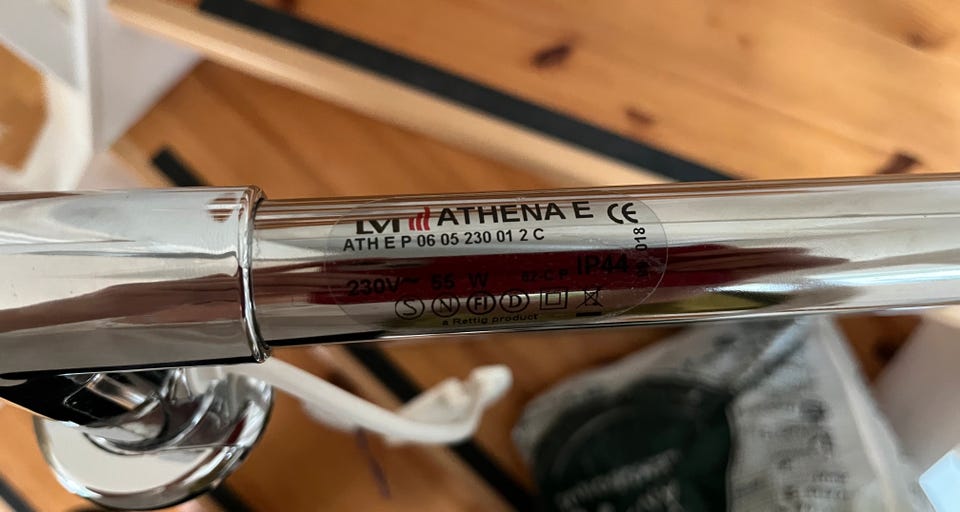 LVI ATHENA E CE
ATH E P 06 05 230 01 2 C
230V~ 55 W IP44
S N FI D
a Rettig product